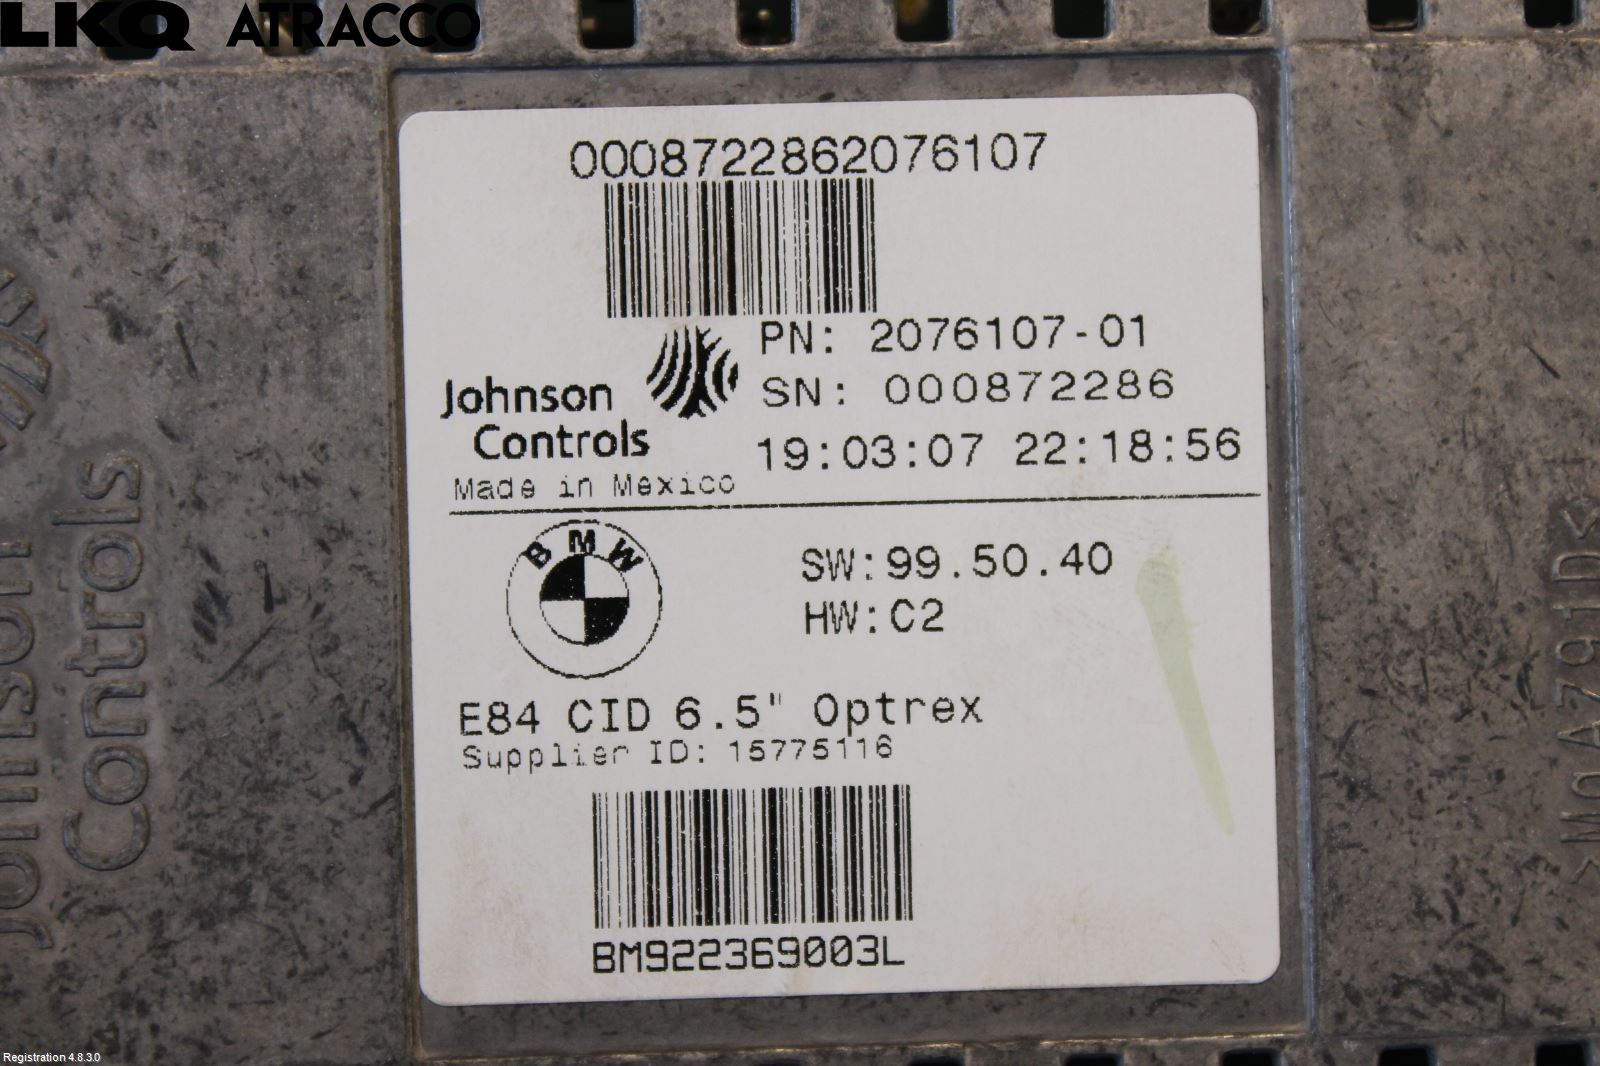 LKQ ATRACCO
0008722862076107
PN: 2076107-01
SN: 000872286
Johnson
Controls
19:03:07 22:18:56
Made in Mexico
BMW
SW:99.50.40
HW:C2
E84 CID 6.5" Optrex
Supplier ID: 15775116
BM922369003L
Johnson
Controls
>MgAZ91D<
Registration 4.8.3.0